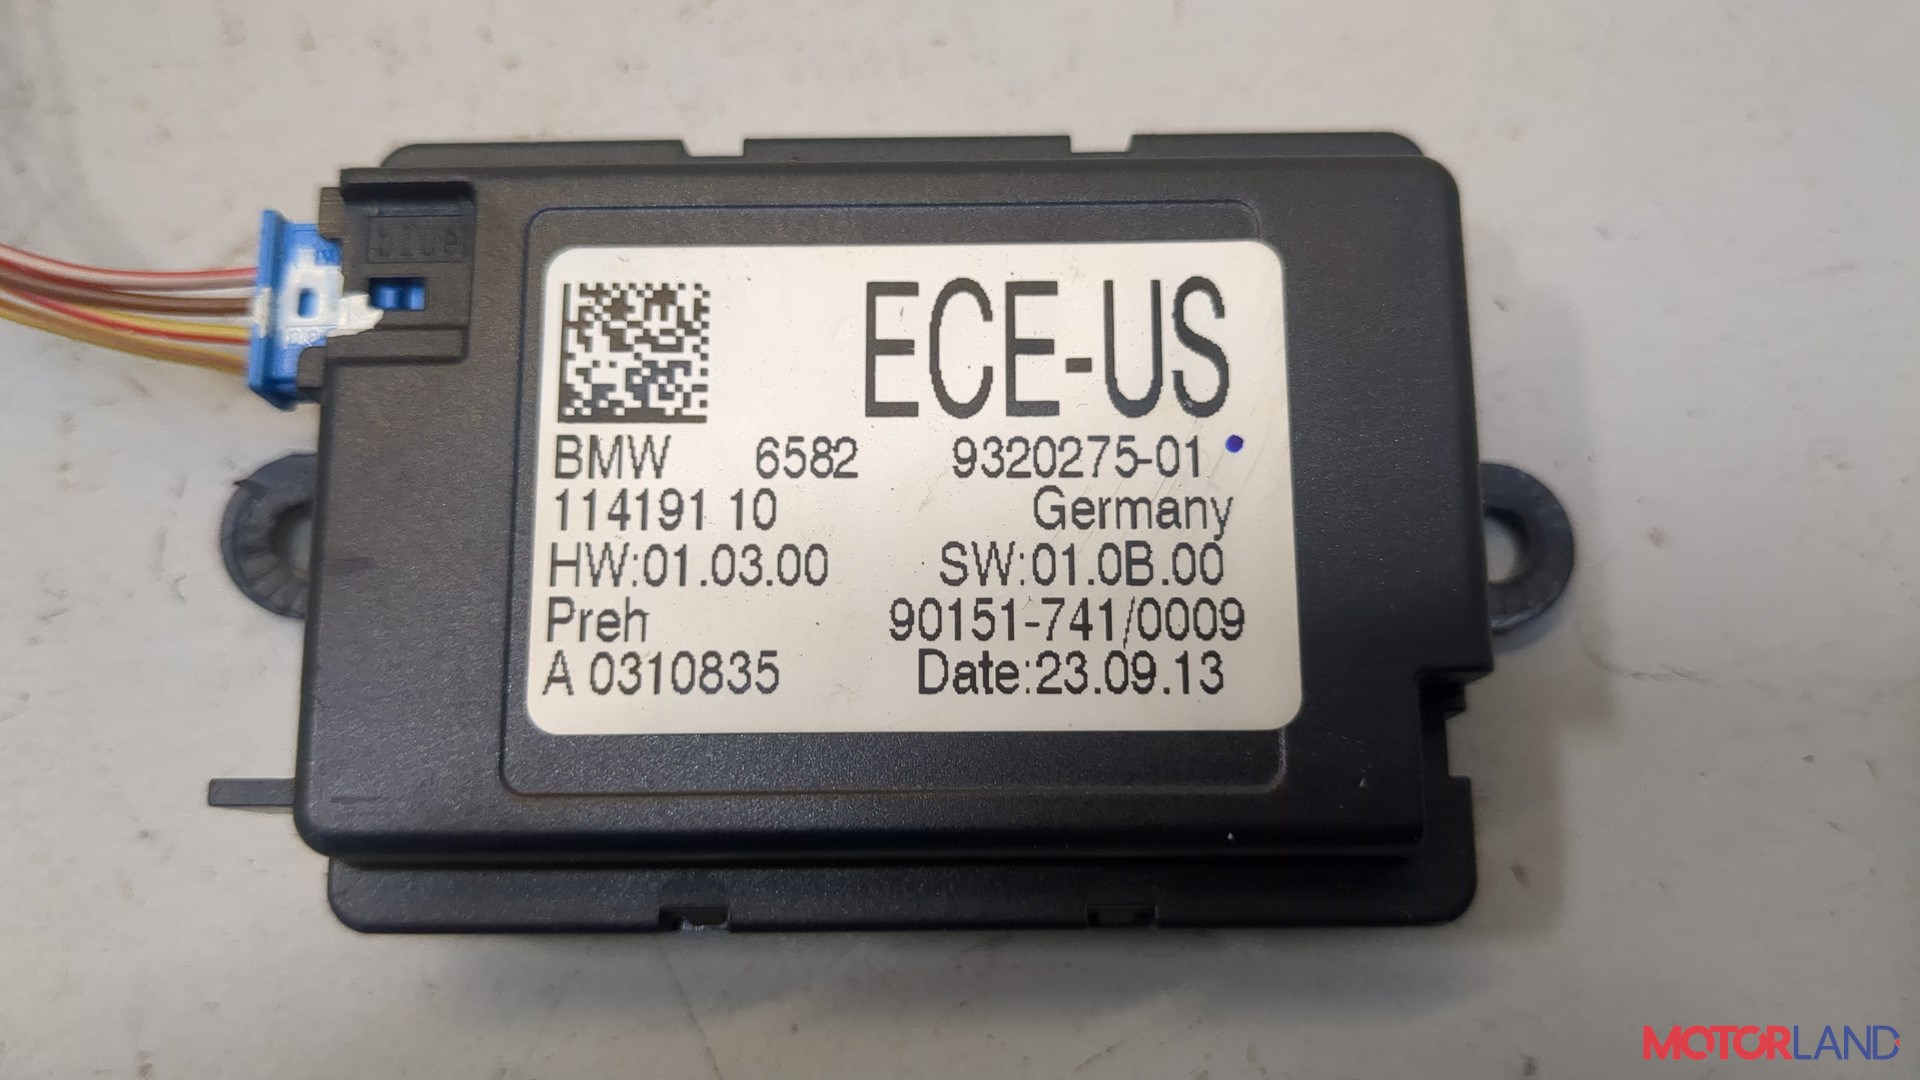 blue
ECE-US
BMW 6582 9320275-01
114191 10 Germany
HW:01.03.00 SW:01.0B.00
Preh 90151-741/0009
A 0310835 Date:23.09.13
MOTORLAND